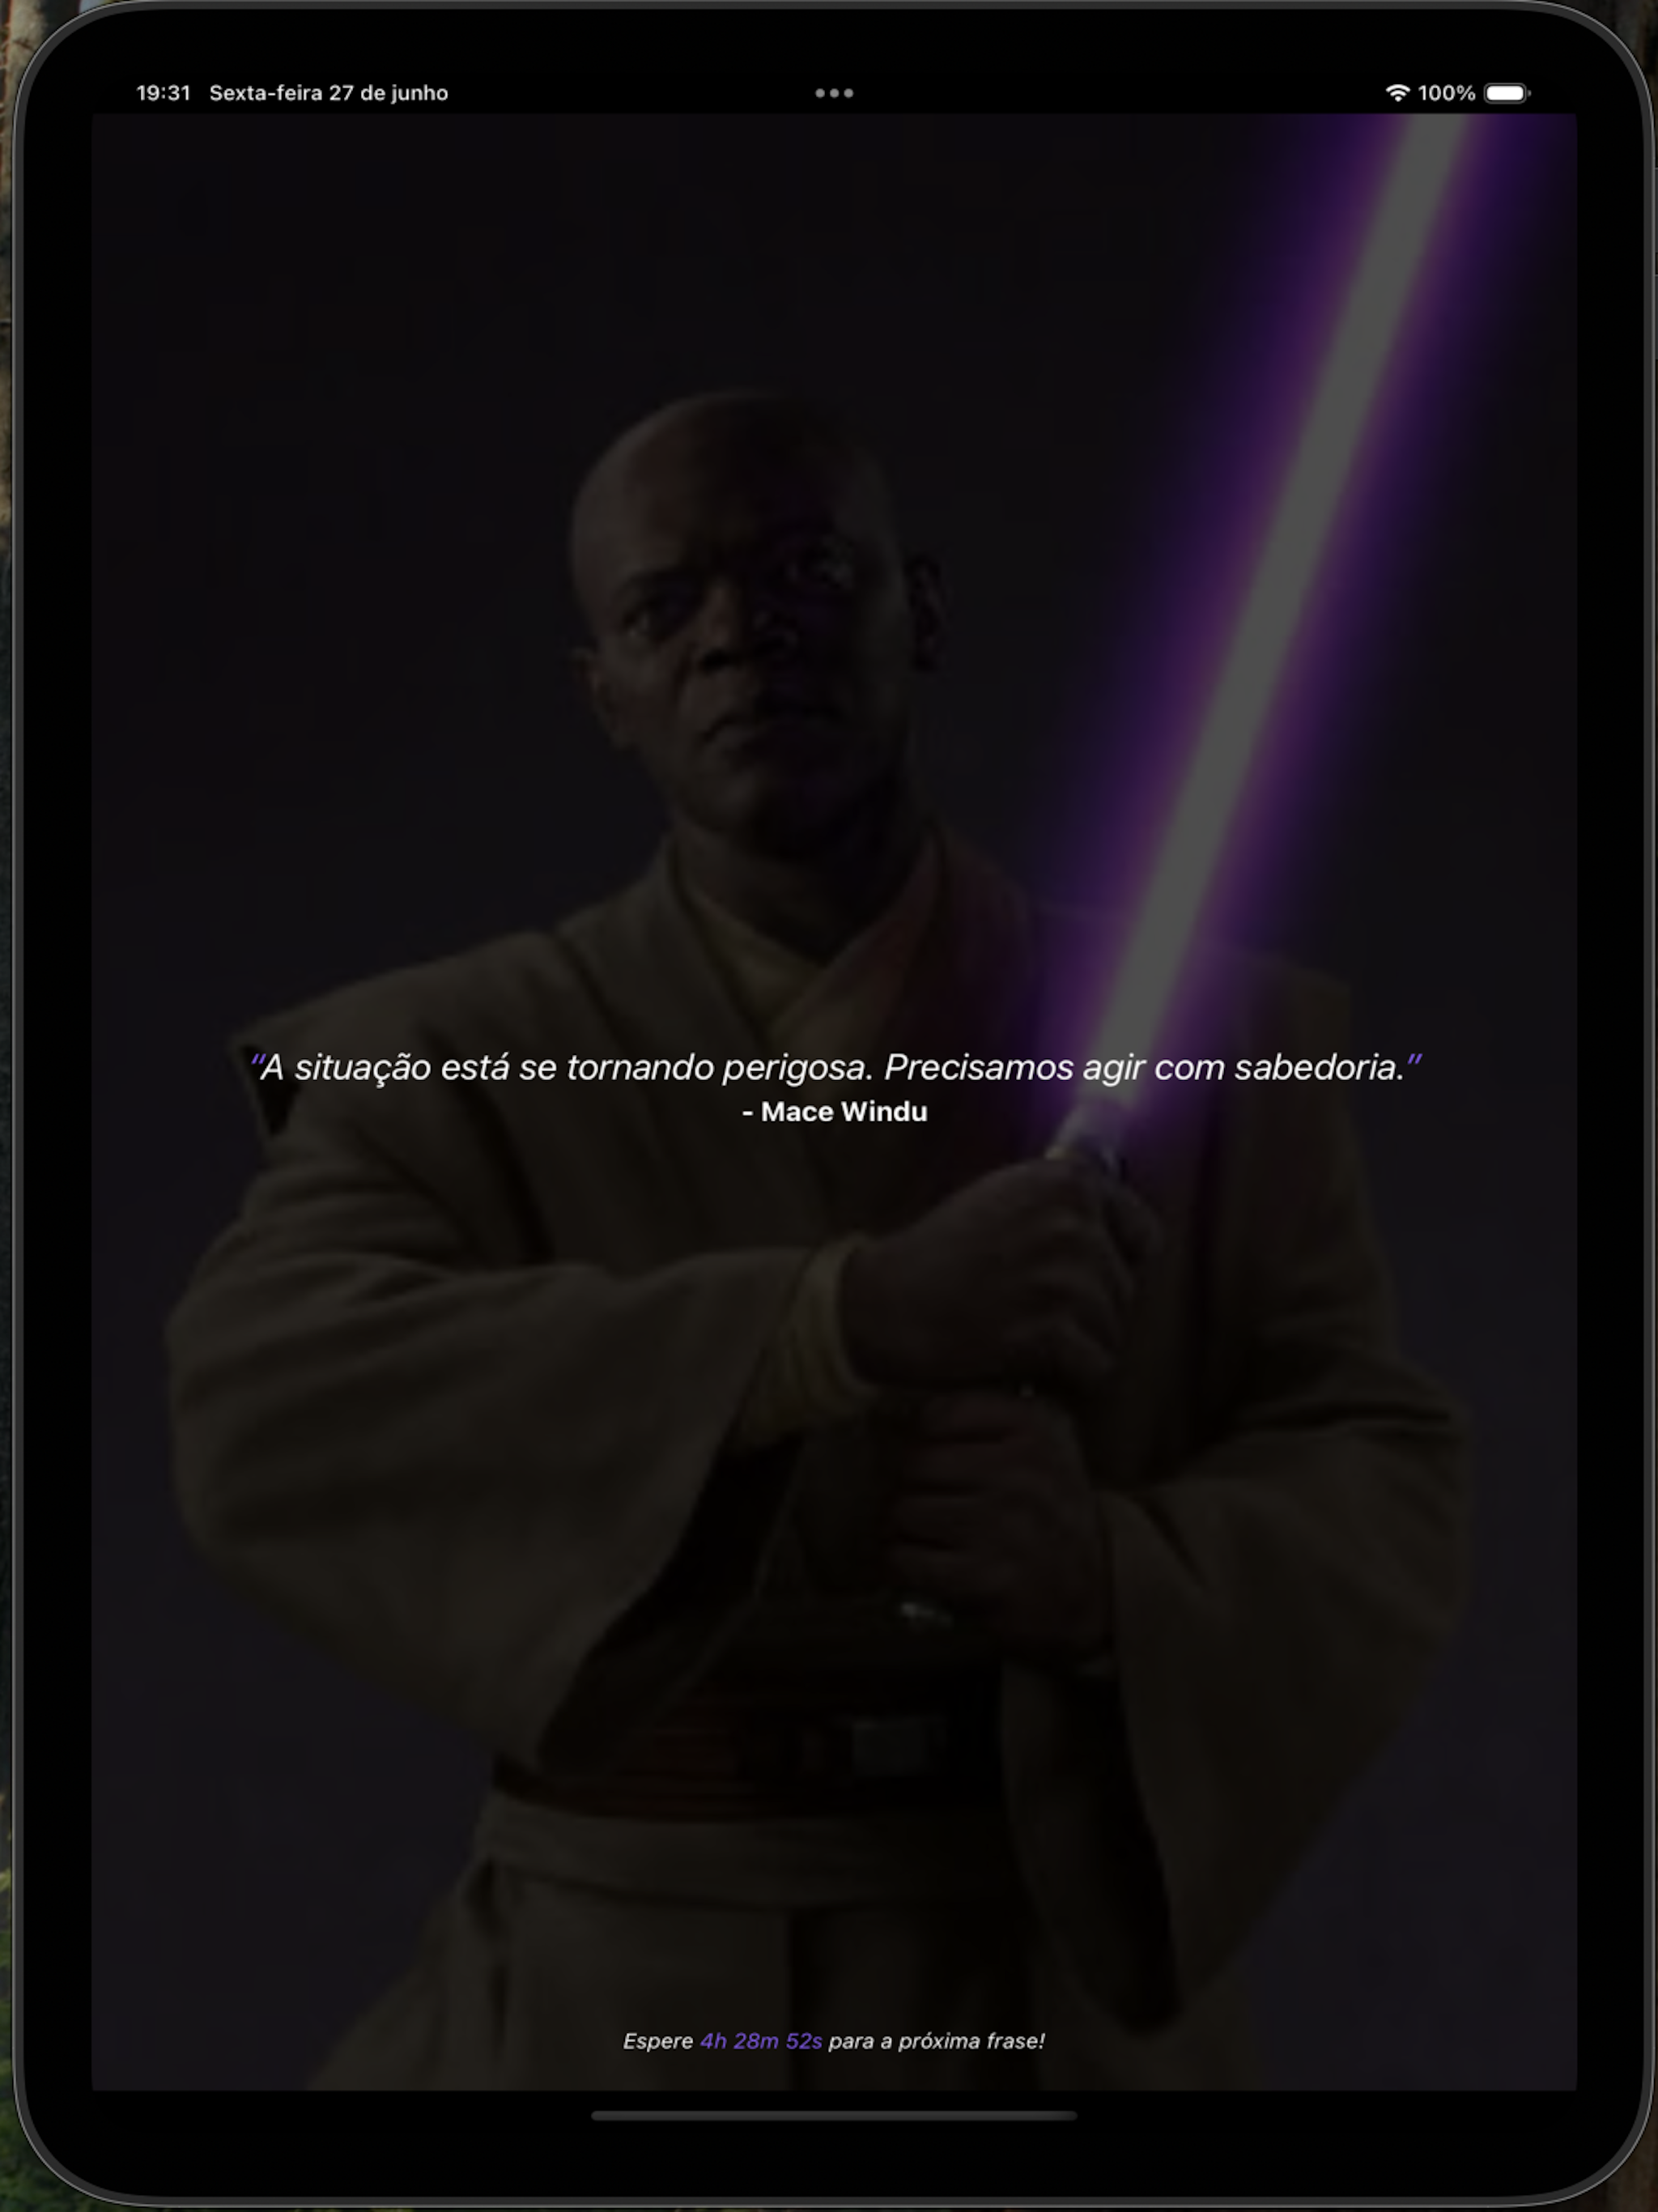 19:31 Sexta-feira 27 de junho
100%
“A situação está se tornando perigosa. Precisamos agir com sabedoria.”
- Mace Windu
Espere 4h 28m 52s para a próxima frase!